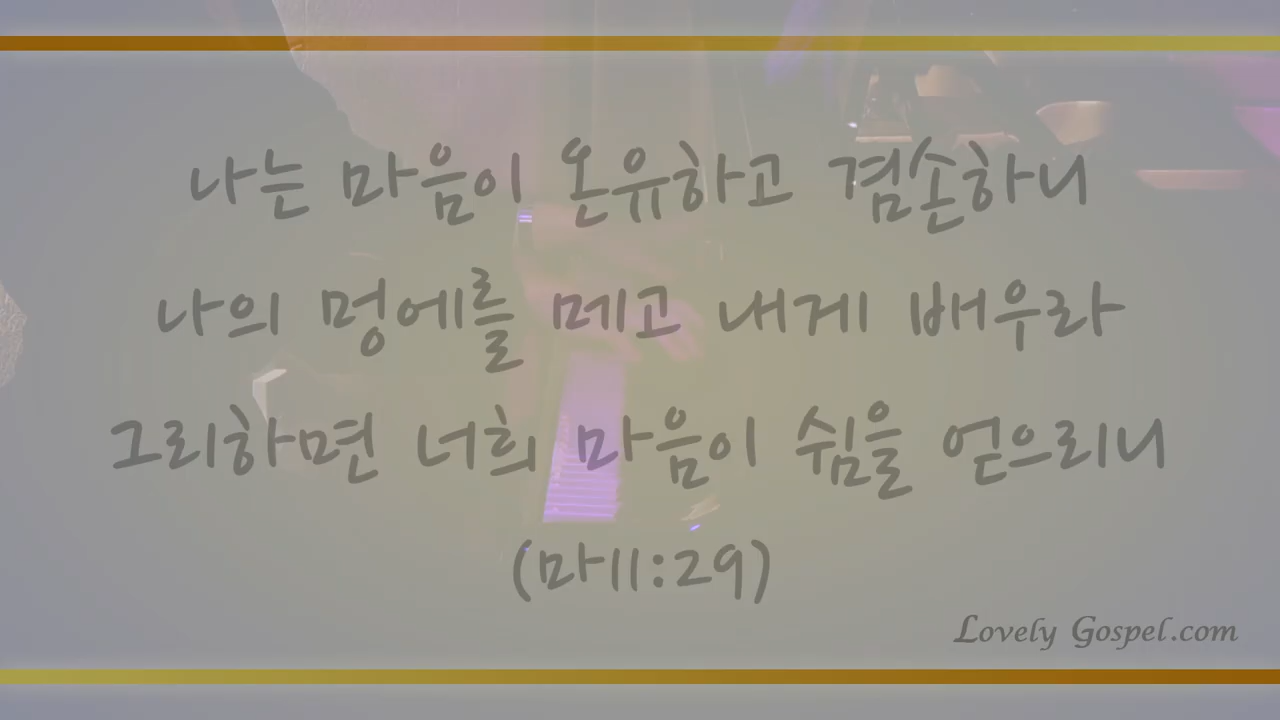 나는 마음이 온유하고 겸손하니
나의 멍에를 메고 내게 배우라
그리하면 너희 마음이 쉼을 얻으리니
(마11:29)
Lovely Gospel.com